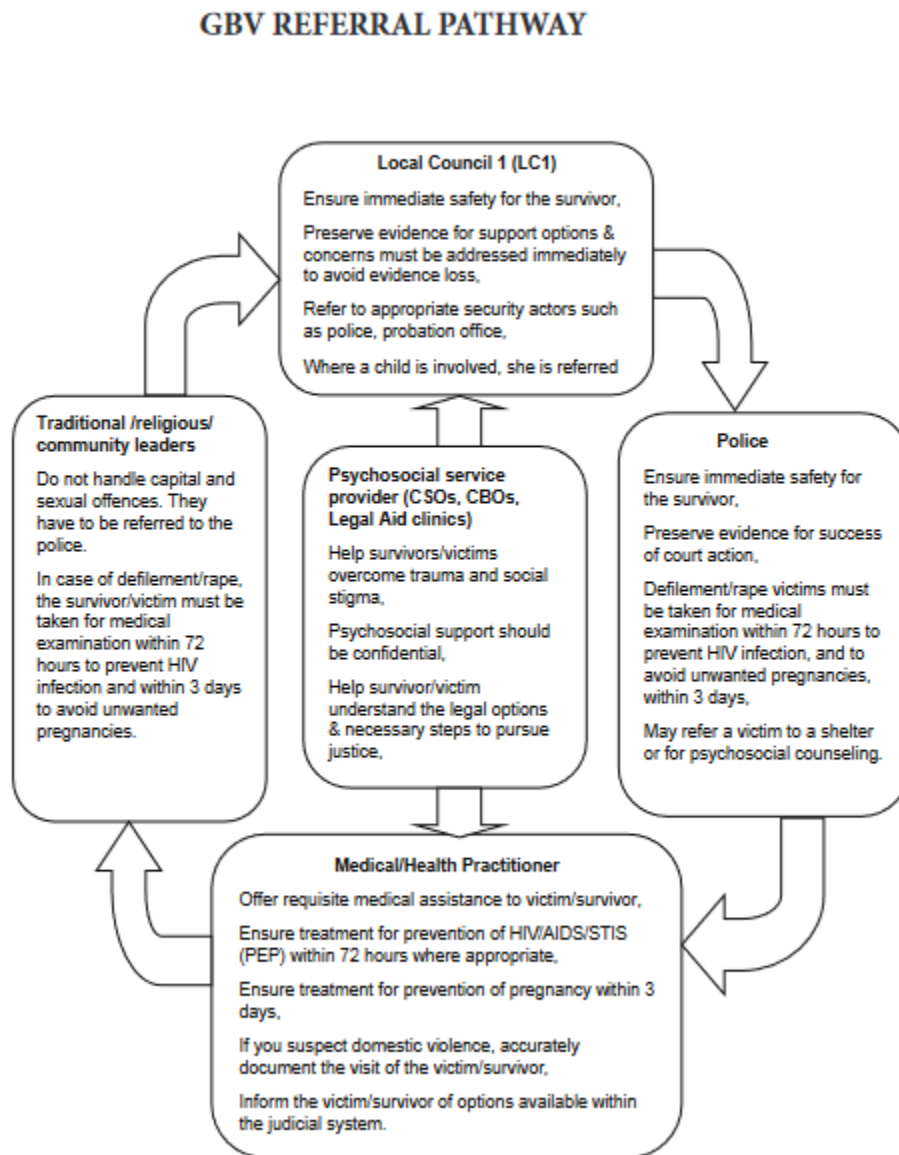 GBV REFERRAL PATHWAY
Local Council 1 (LC1)
Ensure immediate safety for the survivor,
Preserve evidence for support options &
concerns must be addressed immediately
to avoid evidence loss,
Refer to appropriate security actors such
as police, probation office,
Where a child is involved, she is referred
Traditional /religious/
community leaders
Do not handle capital and
sexual offences. They
have to be referred to the
police.
In case of defilement/rape,
the survivor/victim must be
taken for medical
examination within 72
hours to prevent HIV
infection and within 3 days
to avoid unwanted
pregnancies.
Psychosocial service
provider (CSOs, CBOs,
Legal Aid clinics)
Help survivors/victims
overcome trauma and social
stigma,
Psychosocial support should
be confidential,
Help survivor/victim
understand the legal options
& necessary steps to pursue
justice,
Police
Ensure immediate safety for
the survivor,
Preserve evidence for success
of court action,
Defilement/rape victims must
be taken for medical
examination within 72 hours to
prevent HIV infection, and to
avoid unwanted pregnancies,
within 3 days,
May refer a victim to a shelter
or for psychosocial counseling.
Medical/Health Practitioner
Offer requisite medical assistance to victim/survivor,
Ensure treatment for prevention of HIV/AIDS/STIS
(PEP) within 72 hours where appropriate,
Ensure treatment for prevention of pregnancy within 3
days,
If you suspect domestic violence, accurately
document the visit of the victim/survivor,
Inform the victim/survivor of options available within
the judicial system.